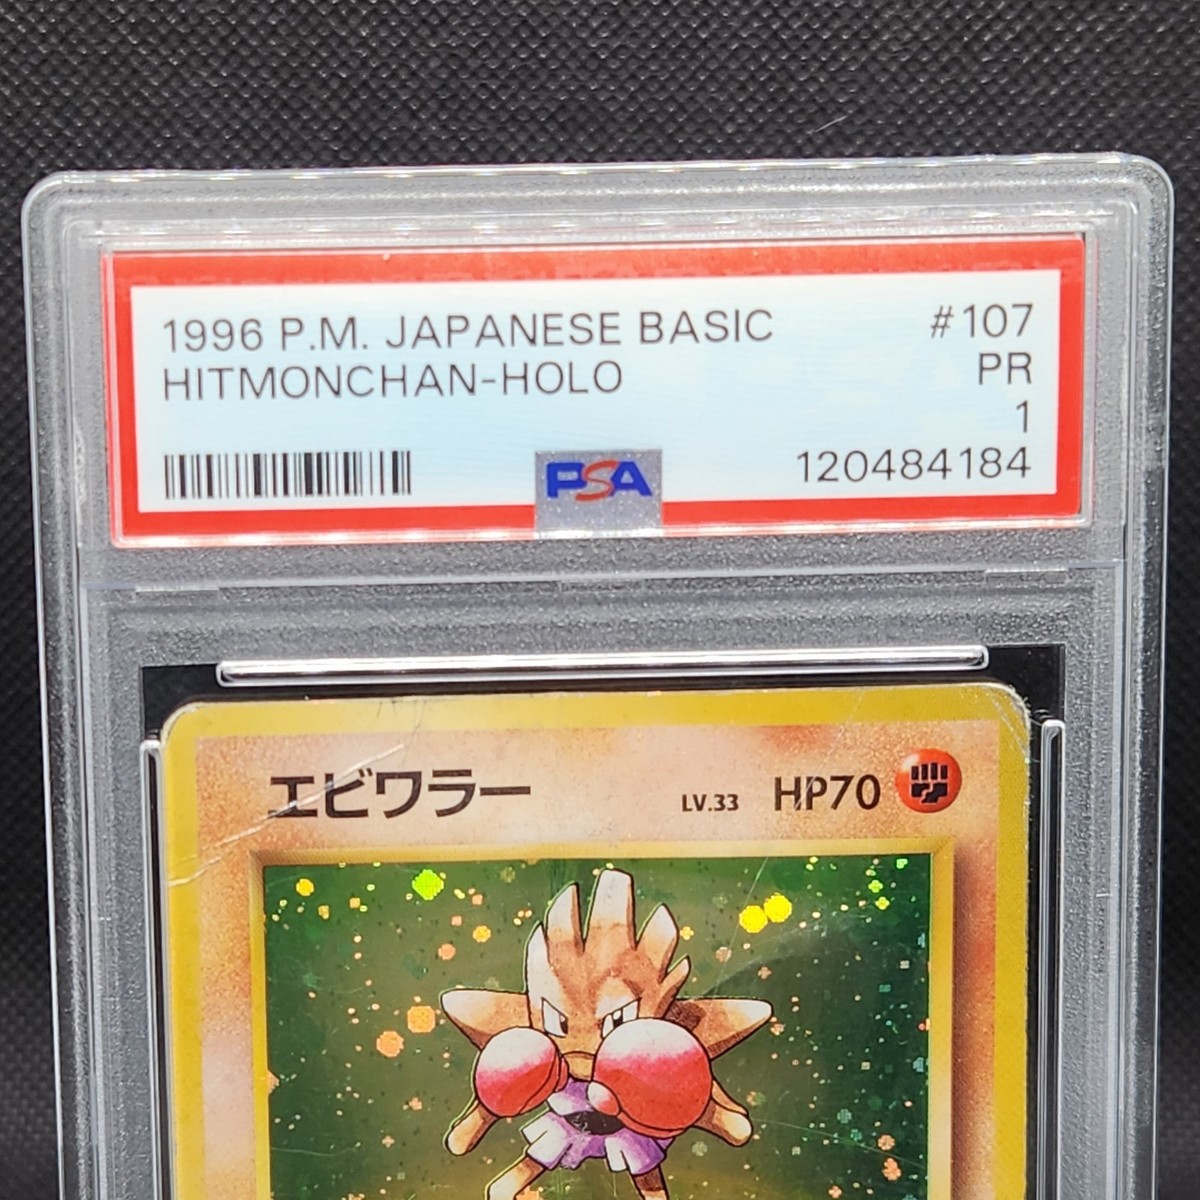 1996 P.M. JAPANESE BASIC #107
HITMONCHAN-HOLO PR
1
PSA 120484184
エビワラー LV.33 HP70